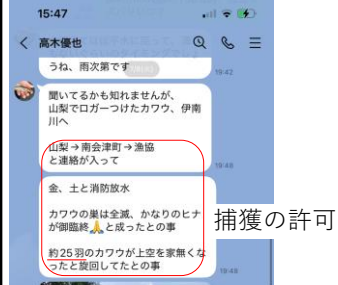 15:47
高木優也
うね、雨次第です
19:42
聞いてるかも知れませんが、
山梨でロガーつけたカワウ、伊南
川へ
山梨→南会津町→漁協
と連絡が入って
19:48
金、土と消防放水
カワウの巣は全滅、かなりのヒナ
が御臨終🙏と成ったとの事
約25羽のカワウが上空を家無くな
ったと旋回してたとの事
19:48
捕獲の許可